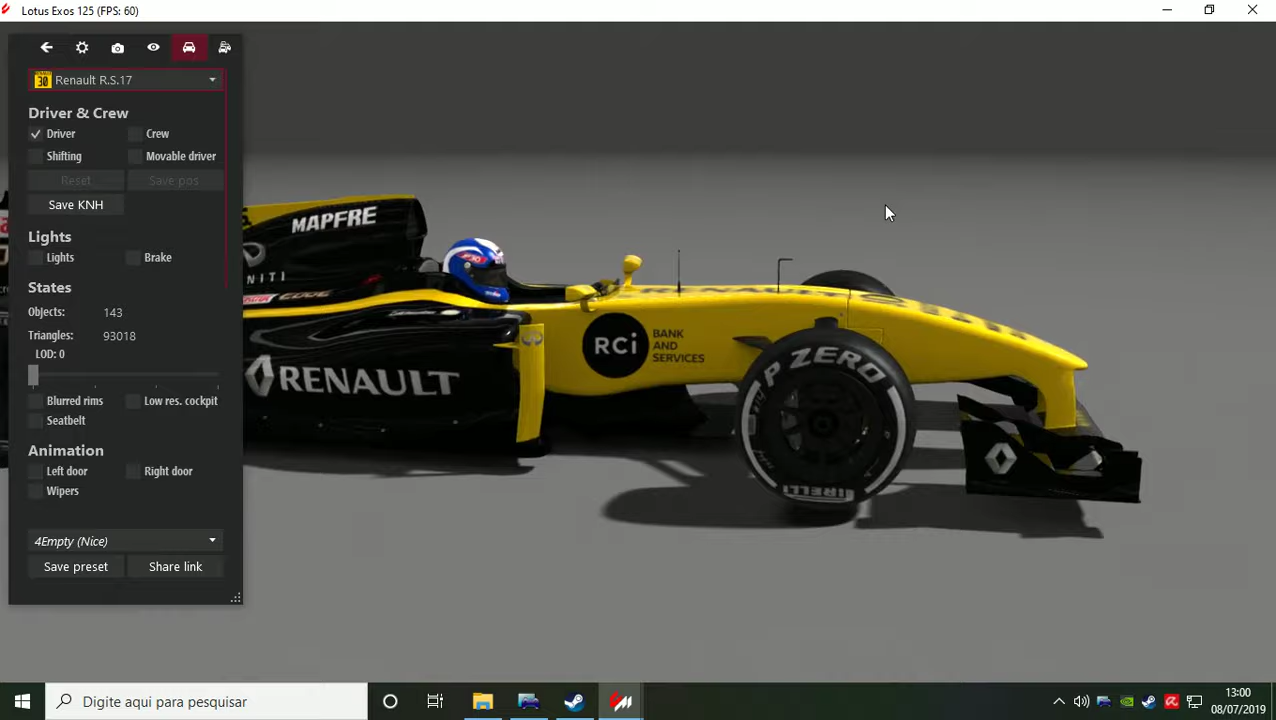 Lotus Exos 125 (FPS: 60)
30 Renault R.S.17
Driver & Crew
Driver Crew
Shifting Movable driver
Reset Save pos
Save KNH
Lights
Lights Brake
States
Objects: 143
Triangles: 93018
LOD: 0
Blurred rims Low res. cockpit
Seatbelt
Animation
Left door Right door
Wipers
4Empty (Nice)
Save preset Share link
MAPFRE
RENAULT
RCi BANK
AND
SERVICES
RENAULT
P ZERO
PIRELLI
Digite aqui para pesquisar
13:00
08/07/2019